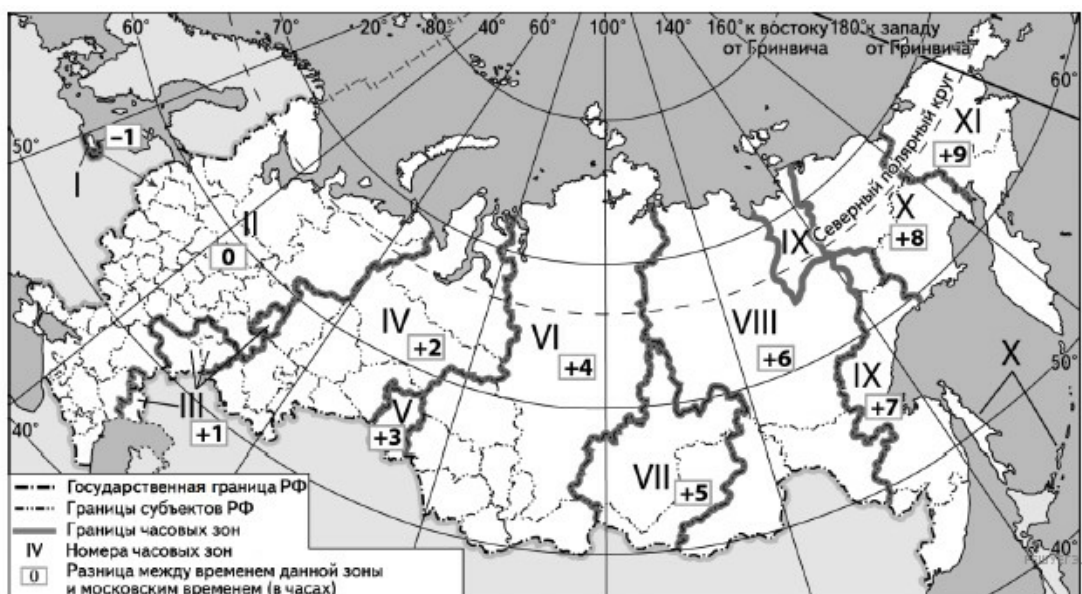 60° 70° 20° 40° 60° 80° 100° 160° к востоку 180° к западу
от Гринвича от Гринвича
60°
50°
–1
I
Северный полярный круг
XI
+9
X
+8
II
0
IX
IV
+2
VI
+4
VIII
+6
X
50°
IX
+7
III
+1
V
+3
40°
VII
+5
40°
Государственная граница РФ
Границы субъектов РФ
Границы часовых зон
IV Номера часовых зон
0 Разница между временем данной зоны
и московским временем (в часах)